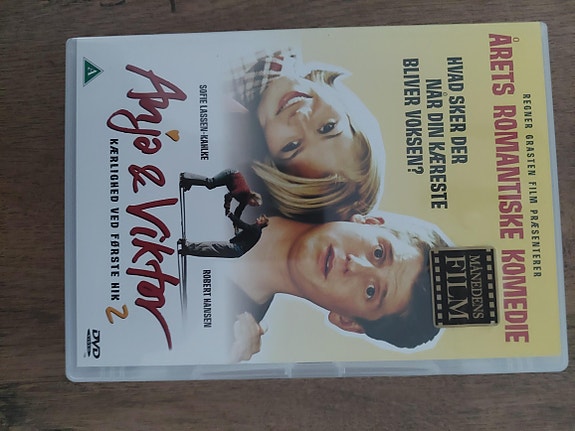 REGNER GRASTEN FILM PRÆSENTERER
ÅRETS ROMANTISKE KOMEDIE
HVAD SKER DER
NÅR DIN KÆRESTE
BLIVER VOKSEN?
MÅNEDENS
FILM
SOFIE LASSEN-KAHLKE
ROBERT HANSEN
Anja & Viktor
KÆRLIGHED VED FØRSTE HIK 2
A
DVD